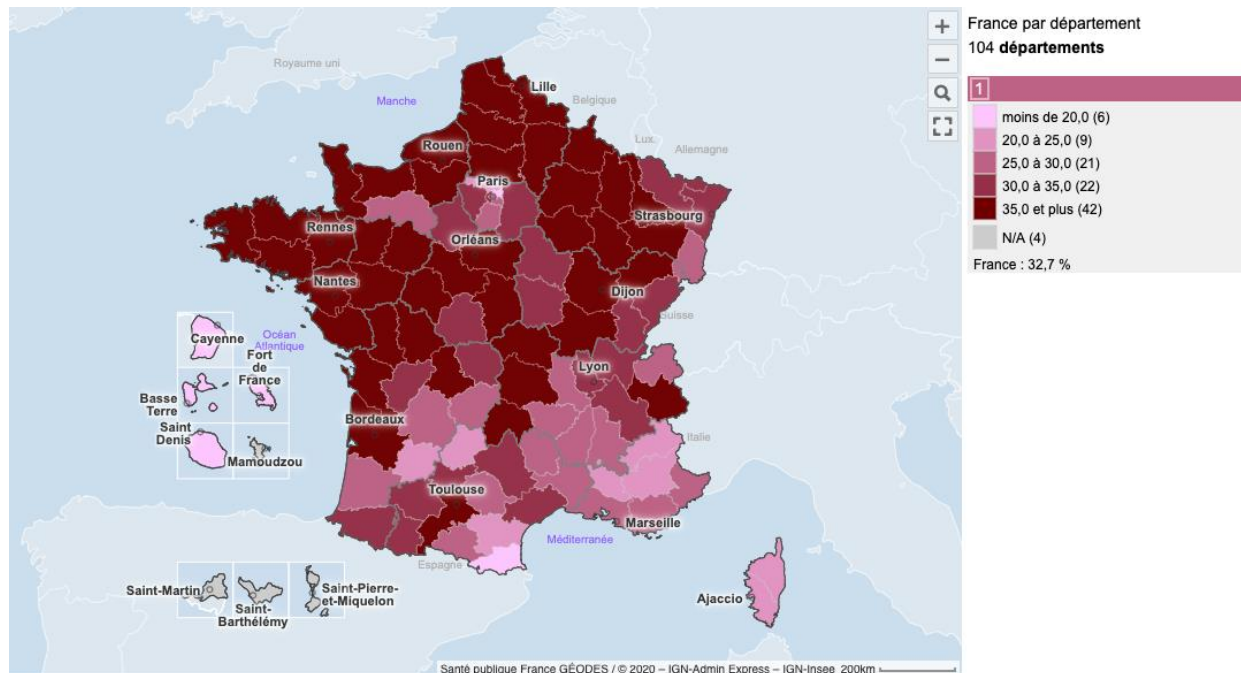 France par département
104 départements
1
moins de 20,0 (6)
20,0 à 25,0 (9)
25,0 à 30,0 (21)
30,0 à 35,0 (22)
35,0 et plus (42)
N/A (4)
France : 32,7 %
+
−
Royaume uni
Lille
Manche
Belgique
Rouen
Lux.
Allemagne
Paris
Strasbourg
Rennes
Orléans
Nantes
Dijon
Suisse
Océan
Atlantique
Cayenne
Fort
de
France
Lyon
Basse
Terre
Bordeaux
Saint
Denis
Italie
Mamoudzou
Toulouse
Marseille
Méditerranée
Espagne
Saint-Martin
Saint-
Barthélémy
Saint-Pierre-
et-Miquelon
Ajaccio
Santé publique France GÉODES / © 2020 – IGN-Admin Express – IGN-Insee 200km